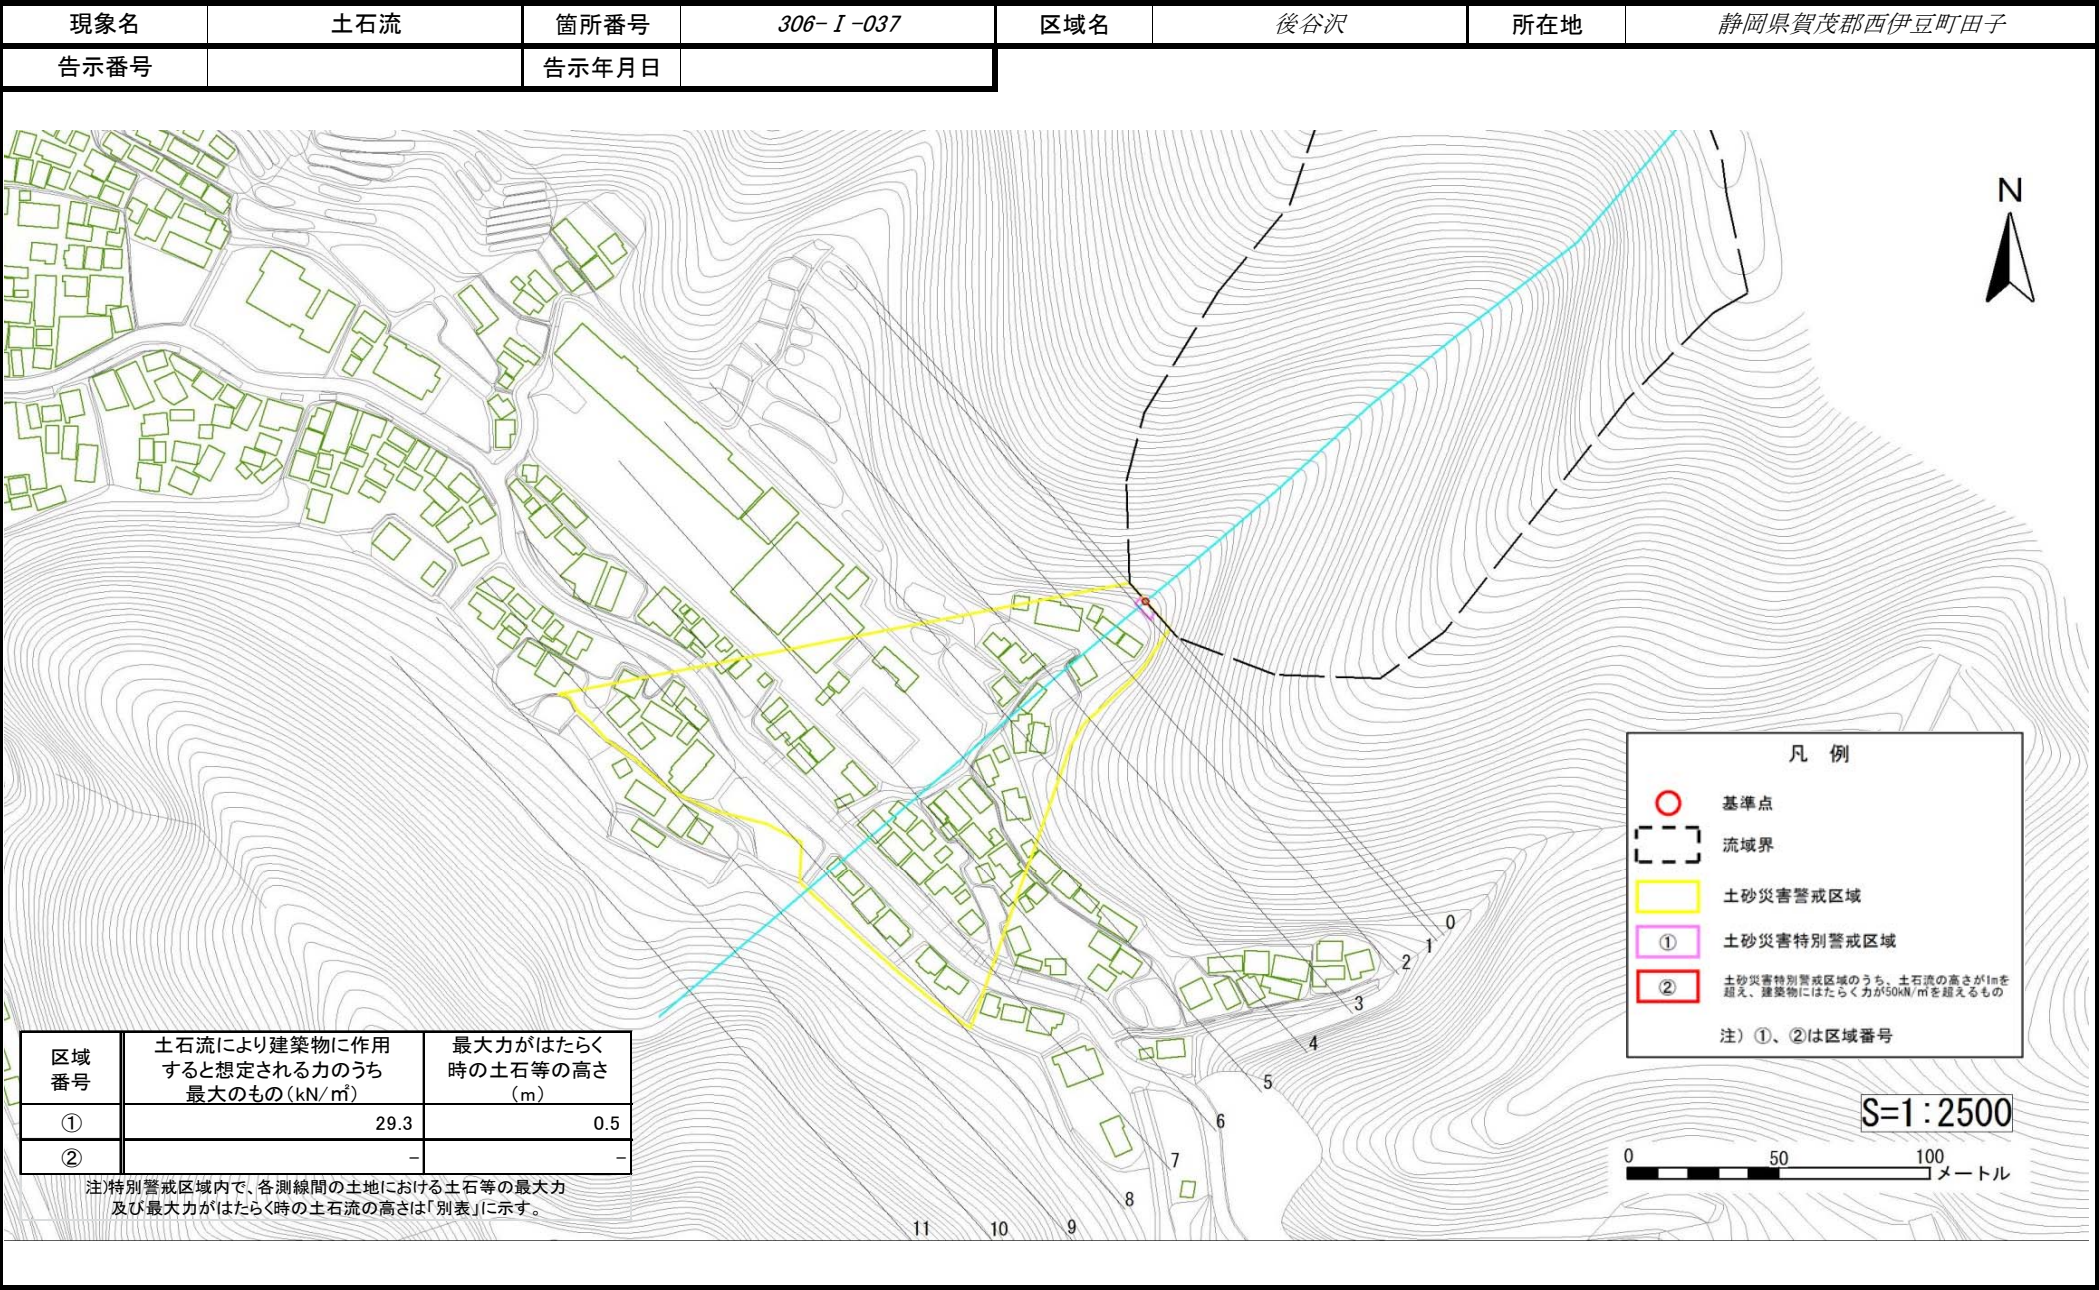 現象名 土石流 箇所番号 306-Ⅰ-037 区域名 後谷沢 所在地 静岡県賀茂郡西伊豆町田子
告示番号 告示年月日
N
凡 例
基準点
流域界
土砂災害警戒区域
① 土砂災害特別警戒区域
② 土砂災害特別警戒区域のうち、土石流の高さが1mを
超え、建築物にはたらく力が50kN/㎡を超えるもの
注）①、②は区域番号
S=1:2500
0 50 100
メートル
0
1
2
3
4
5
6
7
8
9
10
11
区域
番号
土石流により建築物に作用
すると想定される力のうち
最大のもの（kN/㎡）
最大力がはたらく
時の土石等の高さ
（m）
① 29.3 0.5
② － －
注)特別警戒区域内で、各測線間の土地における土石等の最大力
及び最大力がはたらく時の土石流の高さは「別表」に示す。